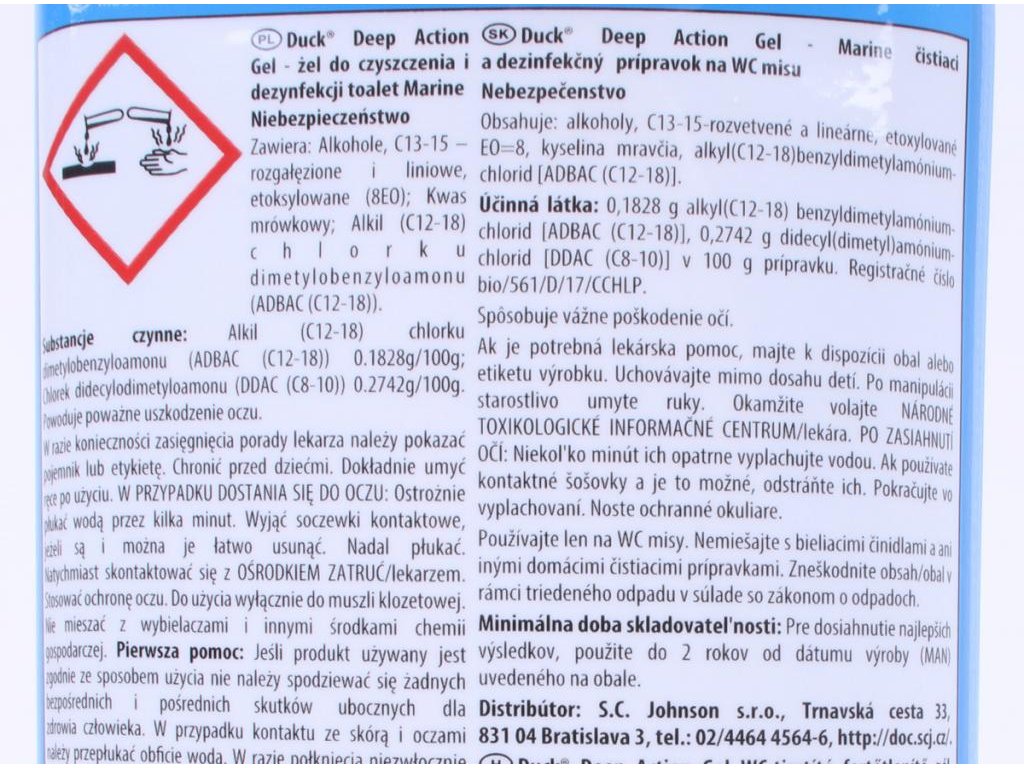 PL Duck® Deep Action
Gel - żel do czyszczenia i
dezynfekcji toalet Marine
Niebezpieczeństwo
Zawiera: Alkohole, C13-15 –
rozgałęzione i liniowe,
etoksylowane (8EO); Kwas
mrówkowy; Alkil (C12-18)
chlorku
dimetylobenzyloamonu
(ADBAC (C12-18)).
Substancje czynne: Alkil (C12-18) chlorku
dimetylobenzyloamonu (ADBAC (C12-18)) 0.1828g/100g;
Chlorek didecylodimetyloamonu (DDAC (C8-10)) 0.2742g/100g.
Powoduje poważne uszkodzenie oczu.
W razie konieczności zasięgnięcia porady lekarza należy pokazać
pojemnik lub etykietę. Chronić przed dziećmi. Dokładnie umyć
ręce po użyciu. W PRZYPADKU DOSTANIA SIĘ DO OCZU: Ostrożnie
płukać wodą przez kilka minut. Wyjąć soczewki kontaktowe,
jeżeli są i można je łatwo usunąć. Nadal płukać.
Natychmiast skontaktować się z OŚRODKIEM ZATRUĆ/lekarzem.
Stosować ochronę oczu. Do użycia wyłącznie do muszli klozetowej.
Nie mieszać z wybielaczami i innymi środkami chemii
gospodarczej. Pierwsza pomoc: Jeśli produkt używany jest
zgodnie ze sposobem użycia nie należy spodziewać się żadnych
bezpośrednich i pośrednich skutków ubocznych dla
zdrowia człowieka. W przypadku kontaktu ze skórą i oczami
należy przepłukać obficie wodą. W razie połknięcia niezwłocznie
SK Duck® Deep Action Gel - Marine čistiaci
a dezinfekčný prípravok na WC misu
Nebezpečenstvo
Obsahuje: alkoholy, C13-15-rozvetvené a lineárne, etoxylované
EO=8, kyselina mravčia, alkyl(C12-18)benzyldimetylamónium-
chlorid [ADBAC (C12-18)].
Účinná látka: 0,1828 g alkyl(C12-18) benzyldimetylamónium-
chlorid [ADBAC (C12-18)], 0,2742 g didecyl(dimetyl)amónium-
chlorid [DDAC (C8-10)] v 100 g prípravku. Registračné číslo
bio/561/D/17/CCHLP.
Spôsobuje vážne poškodenie očí.
Ak je potrebná lekárska pomoc, majte k dispozícii obal alebo
etiketu výrobku. Uchovávajte mimo dosahu detí. Po manipulácii
starostlivo umyte ruky. Okamžite volajte NÁRODNÉ
TOXIKOLOGICKÉ INFORMAČNÉ CENTRUM/lekára. PO ZASIAHNUTÍ
OČÍ: Niekol'ko minút ich opatrne vyplachujte vodou. Ak používate
kontaktné šošovky a je to možné, odstráňte ich. Pokračujte vo
vyplachovaní. Noste ochranné okuliare.
Používajte len na WC misy. Nemiešajte s bieliacimi činidlami a ani
inými domácimi čistiacimi prípravkami. Zneškodnite obsah/obal v
rámci triedeného odpadu v súlade so zákonom o odpadoch.
Minimálna doba skladovatel'nosti: Pre dosiahnutie najlepších
výsledkov, použite do 2 rokov od dátumu výroby (MAN)
uvedeného na obale.
Distribútor: S.C. Johnson s.r.o., Trnavská cesta 33,
831 04 Bratislava 3, tel.: 02/4464 4564-6, http://doc.scj.cz/.
H Duck® Deep Action Gel WC-tisztító fertőtlenítő gél